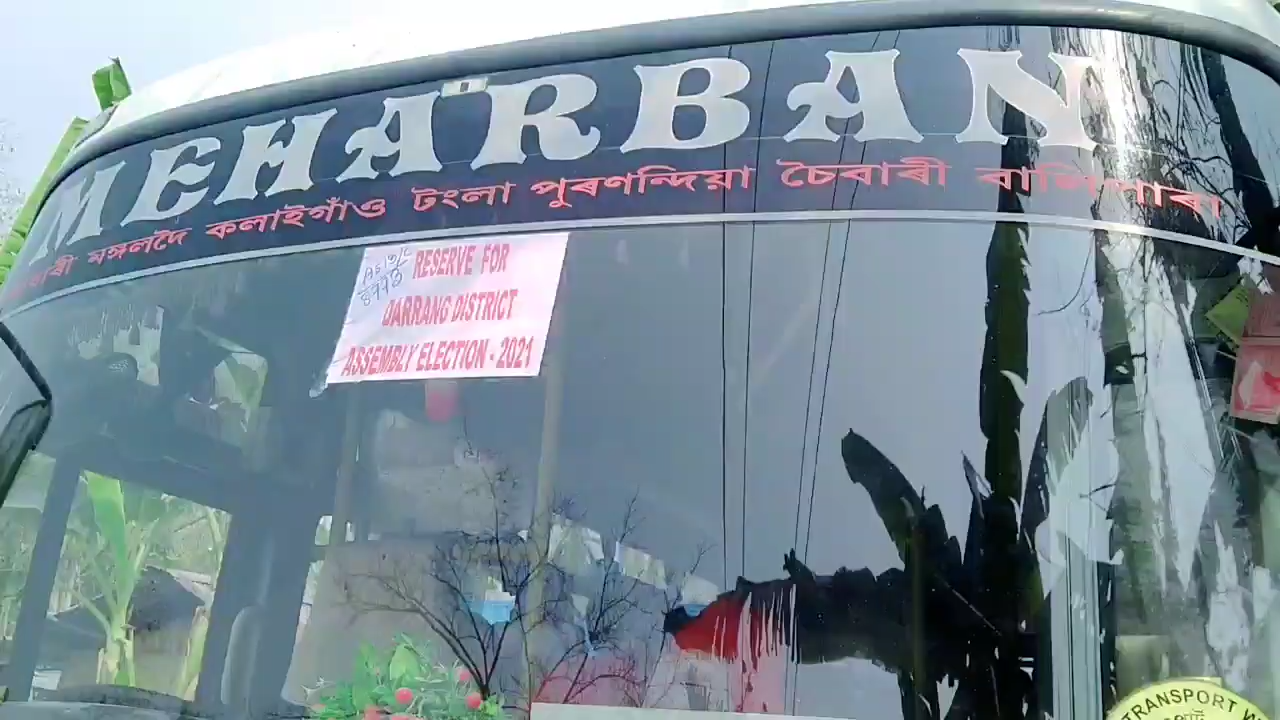 MEHARBAN
মঙ্গলদৈ কলাইগাঁও টংলা পুৰণন্দিয়া চৈবাৰী বালিপাৰা
RESERVE FOR
DARRANG DISTRICT
ASSEMBLY ELECTION - 2021
TRANSPORT